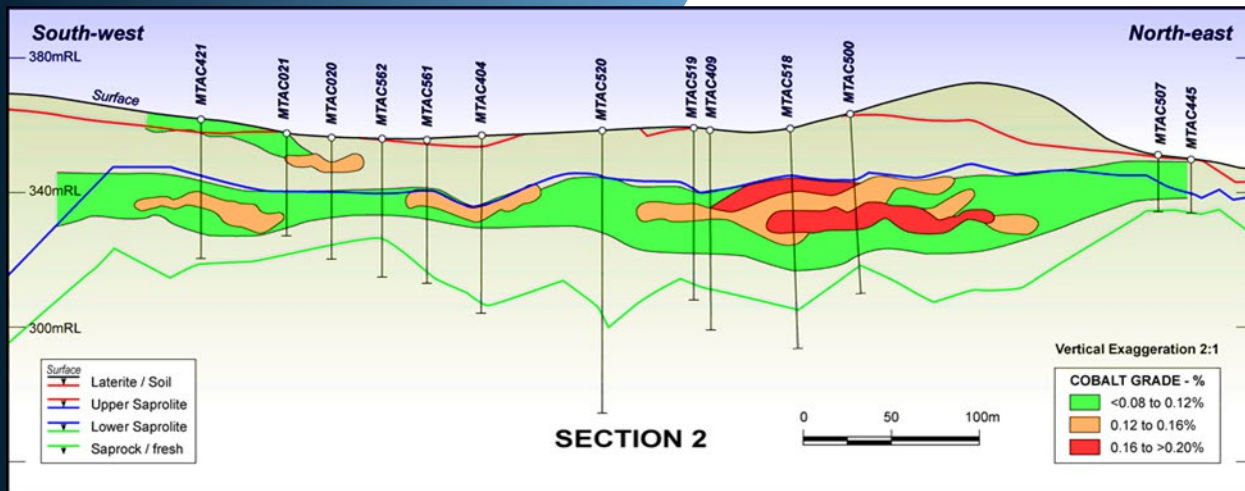 South-west
North-east
380mRL
Surface
MTAC421
MTAC021
MTAC020
MTAC562
MTAC561
MTAC404
MTAC520
MTAC519
MTAC409
MTAC518
MTAC500
MTAC507
MTAC445
340mRL
300mRL
Surface
Laterite / Soil
Upper Saprolite
Lower Saprolite
Saprock / fresh
SECTION 2
0 50 100m
Vertical Exaggeration 2:1
COBALT GRADE - %
<0.08 to 0.12%
0.12 to 0.16%
0.16 to >0.20%